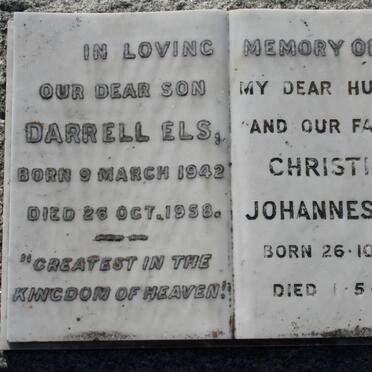 IN LOVING
OUR DEAR SON
DARRELL ELS,
BORN 9 MARCH 1942
DIED 26 OCT. 1958.
"GREATEST IN THE
KINGDOM OF HEAVEN!"
MEMORY OF
MY DEAR HU
AND OUR FA
CHRISTI
JOHANNES
BORN 26·10
DIED 1·5·